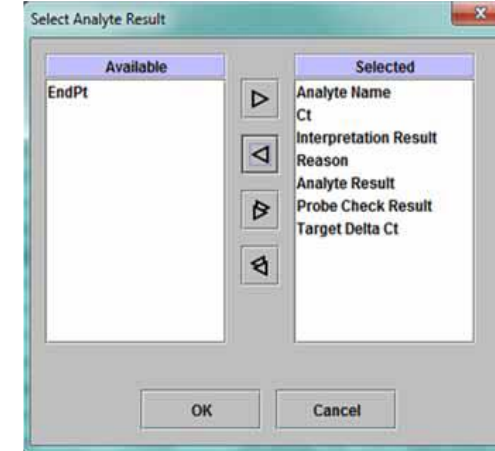 Select Analyte Result
Available
EndPt
Selected
Analyte Name
Ct
Interpretation Result
Reason
Analyte Result
Probe Check Result
Target Delta Ct
OK
Cancel